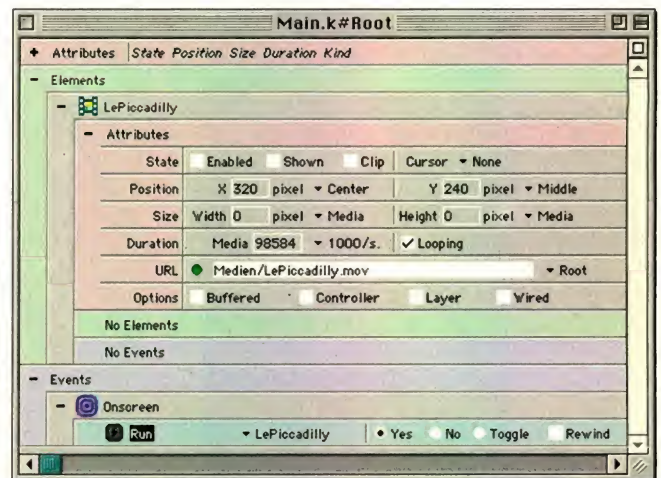 Main.k#Root
+ Attributes State Position Size Duration Kind
- Elements
- LePiccadilly
- Attributes
State Enabled Shown Clip Cursor None
Position X 320 pixel Center Y 240 pixel Middle
Size Width 0 pixel Media Height 0 pixel Media
Duration Media 98584 1000/s. Looping
URL Medien/LePiccadilly.mov Root
Options Buffered Controller Layer Wired
No Elements
No Events
- Events
- Onsoreen
Run LePiccadilly Yes No Toggle Rewind